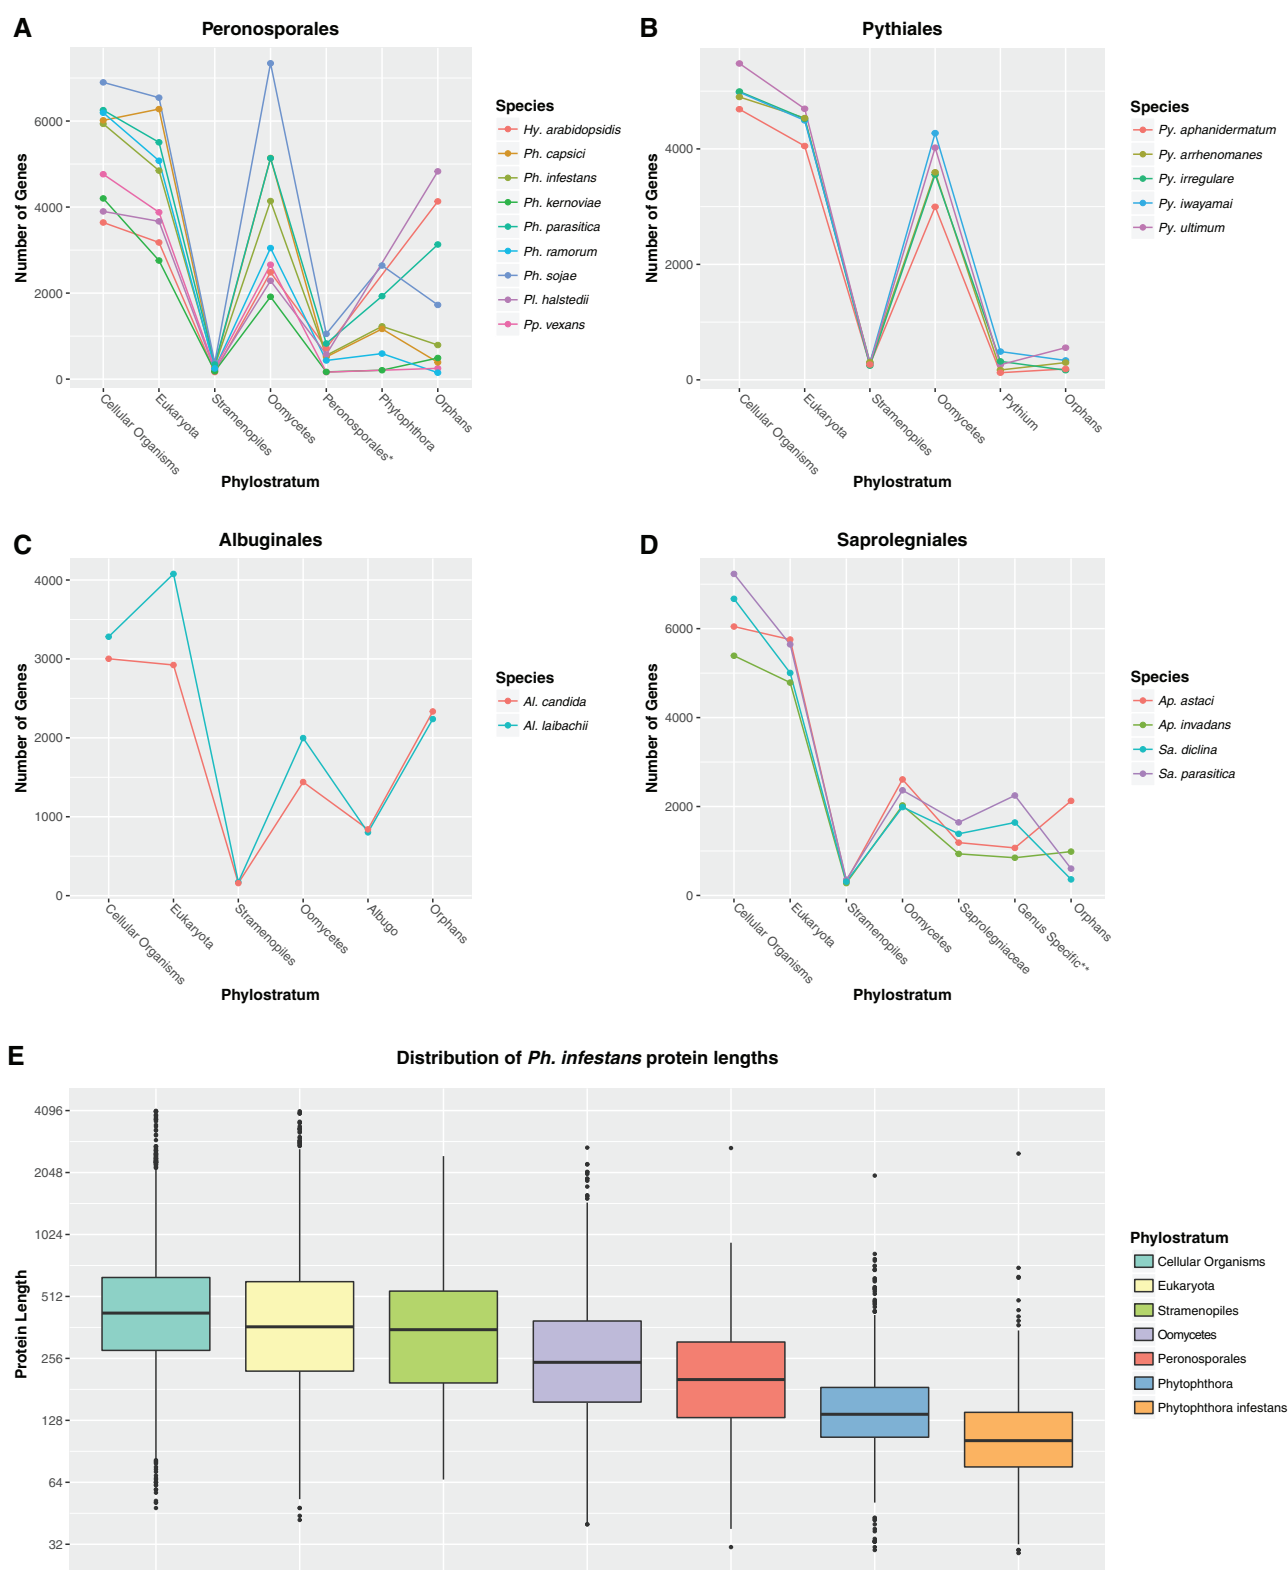 A
Peronosporales
Number of Genes
6000
4000
2000
0
Cellular Organisms
Eukaryota
Stramenopiles
Oomycetes
Peronosporales*
Phytophthora
Orphans
Phylostratum
Species
Hy. arabidopsidis
Ph. capsici
Ph. infestans
Ph. kernoviae
Ph. parasitica
Ph. ramorum
Ph. sojae
Pl. halstedii
Pp. vexans
B
Pythiales
Number of Genes
4000
2000
0
Cellular Organisms
Eukaryota
Stramenopiles
Oomycetes
Pythium
Orphans
Phylostratum
Species
Py. aphanidermatum
Py. arrhenomanes
Py. irregulare
Py. iwayamai
Py. ultimum
C
Albuginales
Number of Genes
4000
3000
2000
1000
0
Cellular Organisms
Eukaryota
Stramenopiles
Oomycetes
Albugo
Orphans
Phylostratum
Species
Al. candida
Al. laibachii
D
Saprolegniales
Number of Genes
6000
4000
2000
0
Cellular Organisms
Eukaryota
Stramenopiles
Oomycetes
Saprolegniaceae
Genus Specific**
Orphans
Phylostratum
Species
Ap. astaci
Ap. invadans
Sa. diclina
Sa. parasitica
E
Distribution of Ph. infestans protein lengths
Protein Length
4096
2048
1024
512
256
128
64
32
Phylostratum
Cellular Organisms
Eukaryota
Stramenopiles
Oomycetes
Peronosporales
Phytophthora
Phytophthora infestans